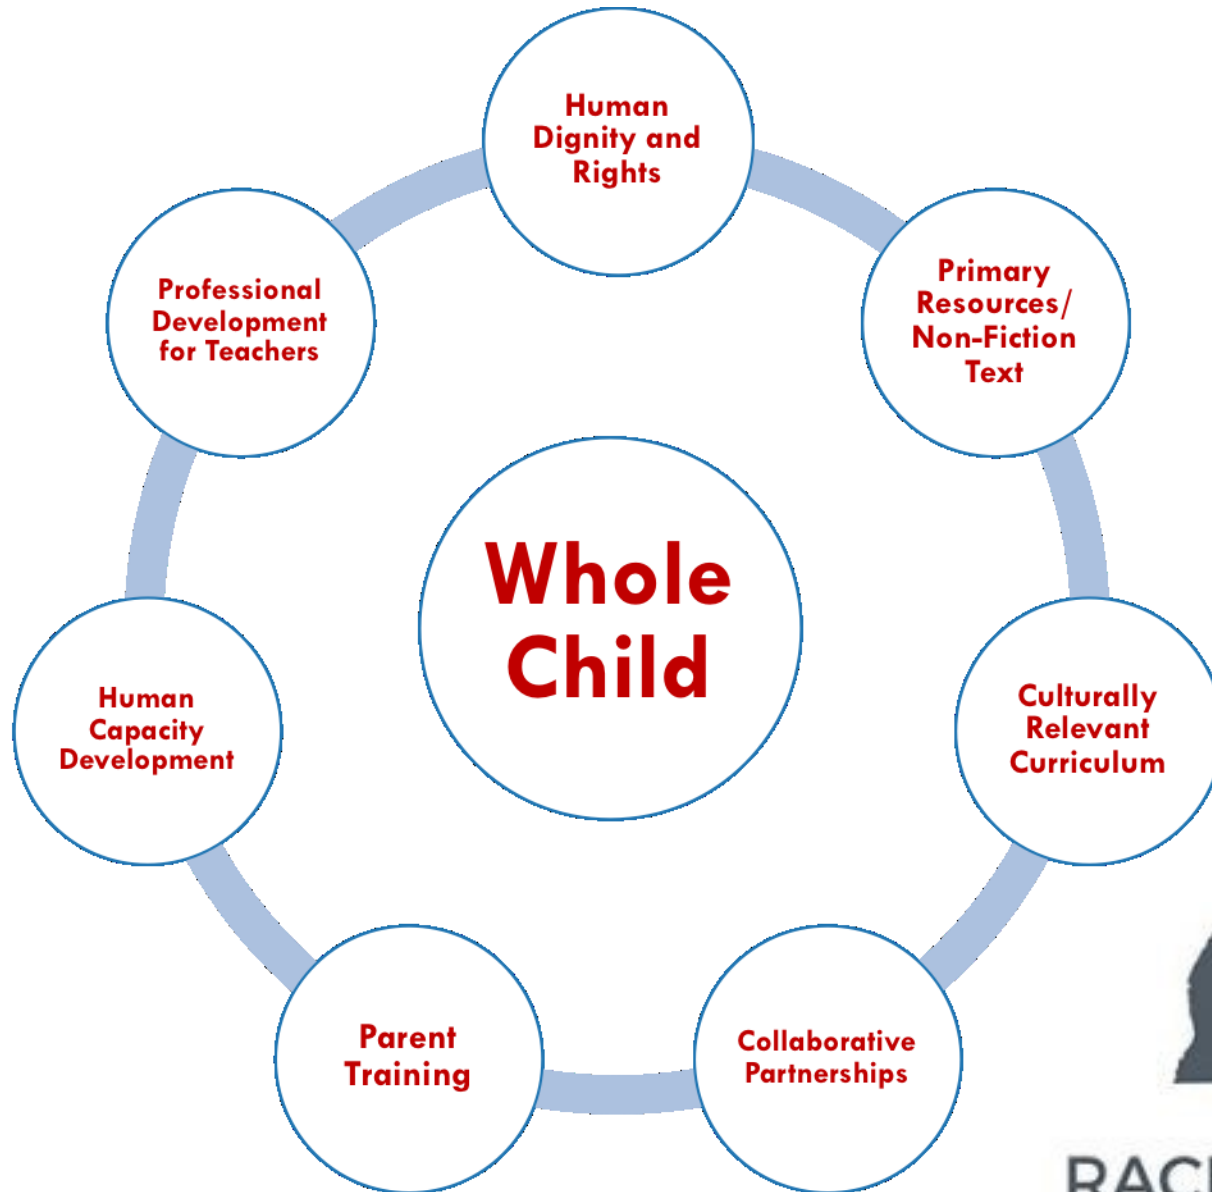 Human
Dignity and
Rights
Primary
Resources/
Non-Fiction
Text
Culturally
Relevant
Curriculum
Collaborative
Partnerships
Parent
Training
Human
Capacity
Development
Professional
Development
for Teachers
Whole
Child